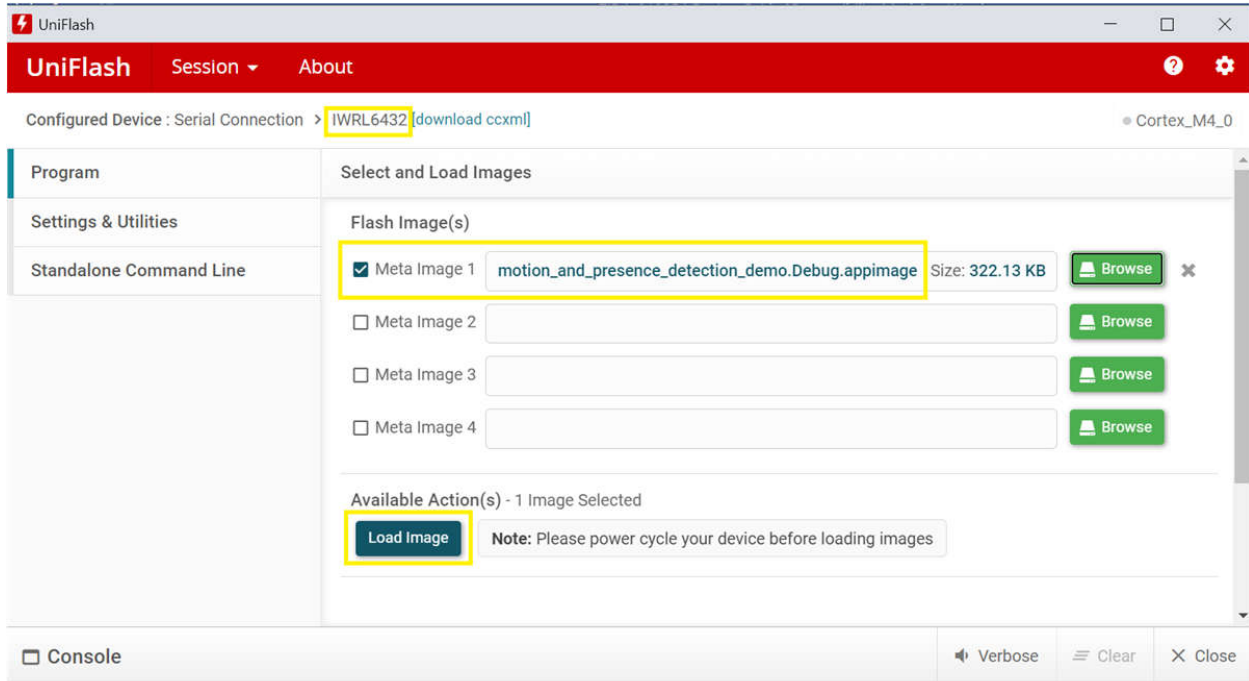 UniFlash
UniFlash Session About ?
Configured Device : Serial Connection > IWRL6432 [download ccxml] Cortex_M4_0
Program
Settings & Utilities
Standalone Command Line
Select and Load Images
Flash Image(s)
Meta Image 1 motion_and_presence_detection_demo.Debug.appimage Size: 322.13 KB Browse
Meta Image 2 Browse
Meta Image 3 Browse
Meta Image 4 Browse
Available Action(s) - 1 Image Selected
Load Image Note: Please power cycle your device before loading images
Console Verbose Clear Close